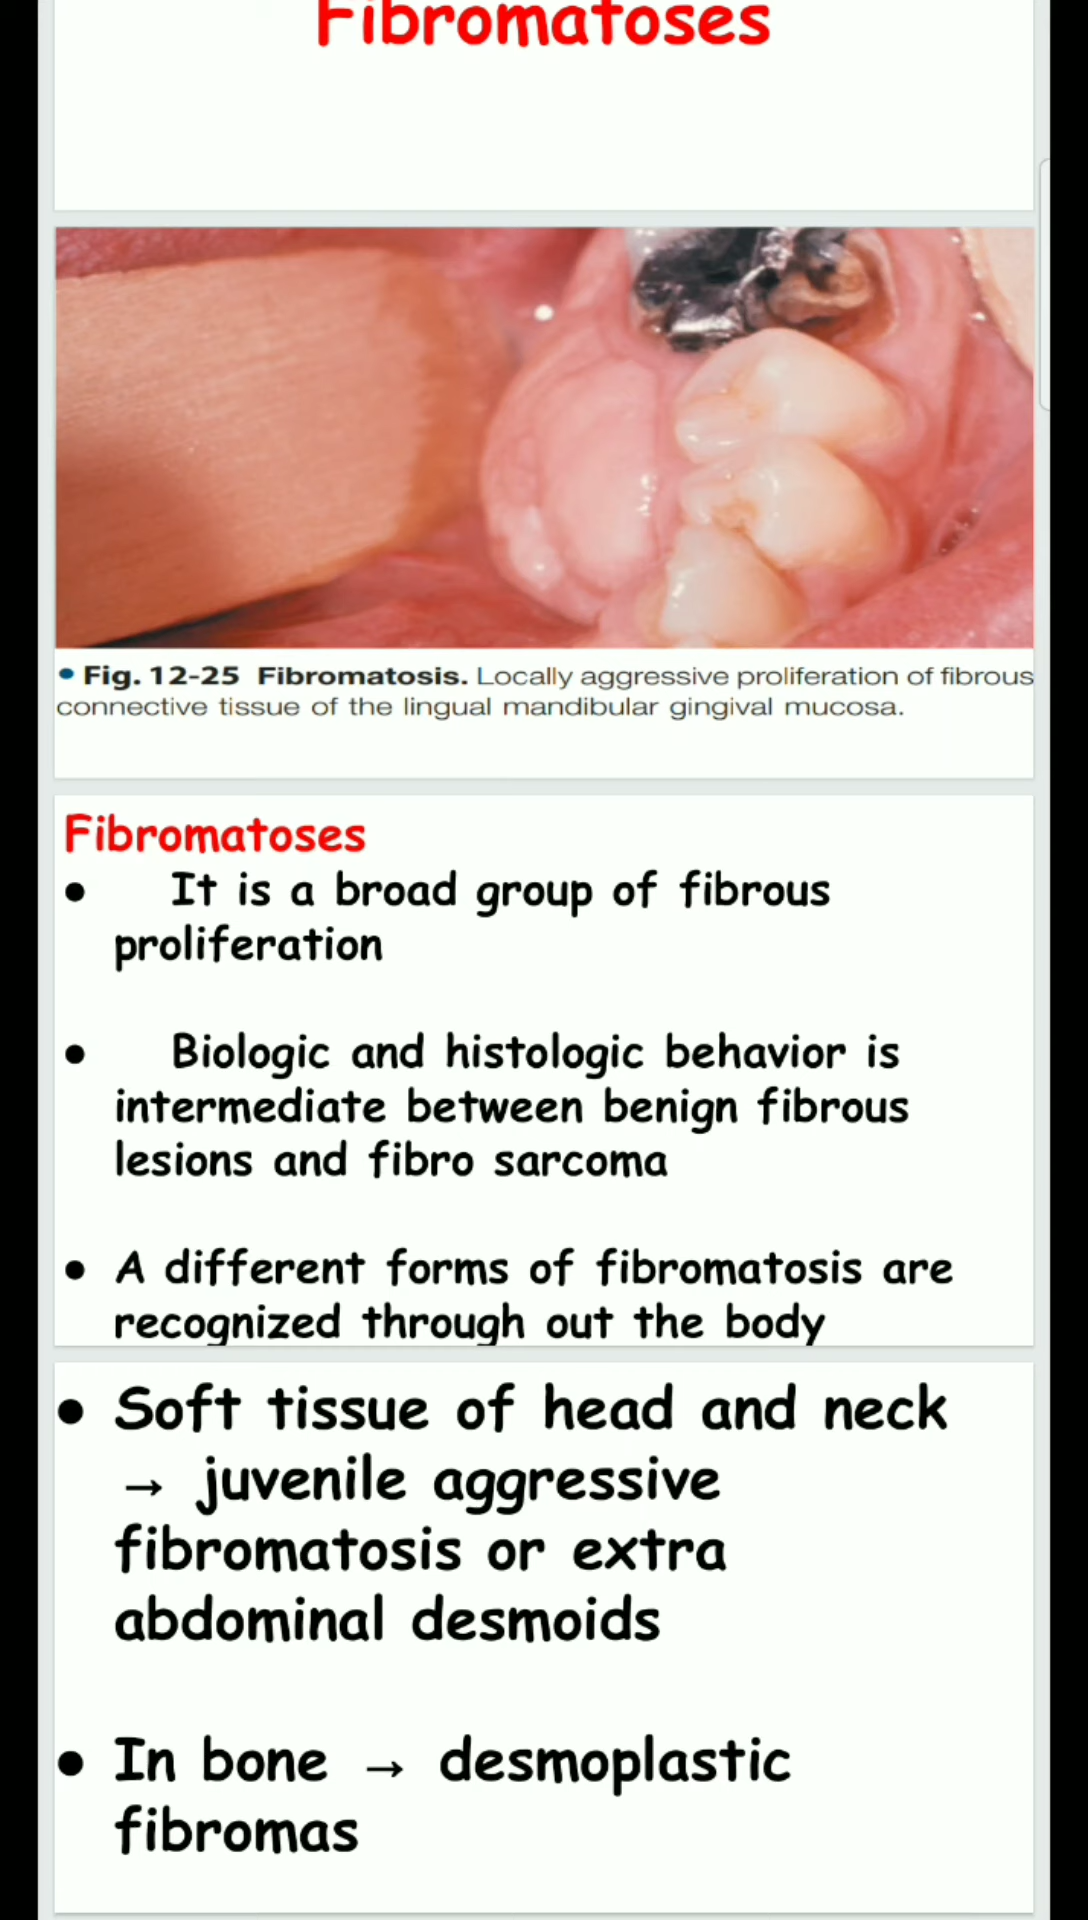 Fibromatoses
• Fig. 12-25 Fibromatosis. Locally aggressive proliferation of fibrous
connective tissue of the lingual mandibular gingival mucosa.
Fibromatoses
● It is a broad group of fibrous
proliferation
● Biologic and histologic behavior is
intermediate between benign fibrous
lesions and fibro sarcoma
● A different forms of fibromatosis are
recognized through out the body
● Soft tissue of head and neck
→ juvenile aggressive
fibromatosis or extra
abdominal desmoids
● In bone → desmoplastic
fibromas